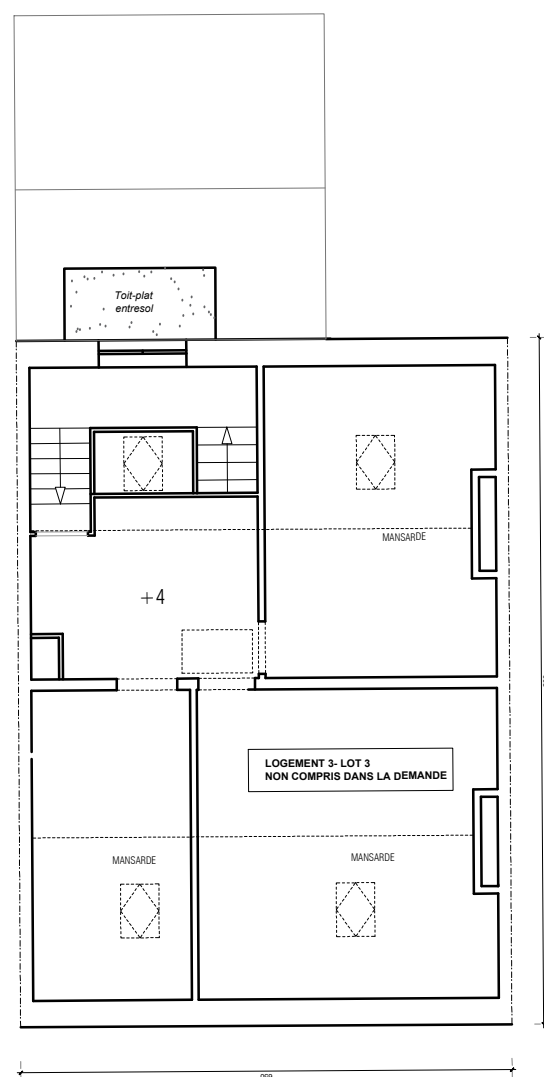 Toit-plat
entresol
MANSARDE
+4
LOGEMENT 3- LOT 3
NON COMPRIS DANS LA DEMANDE
MANSARDE
MANSARDE